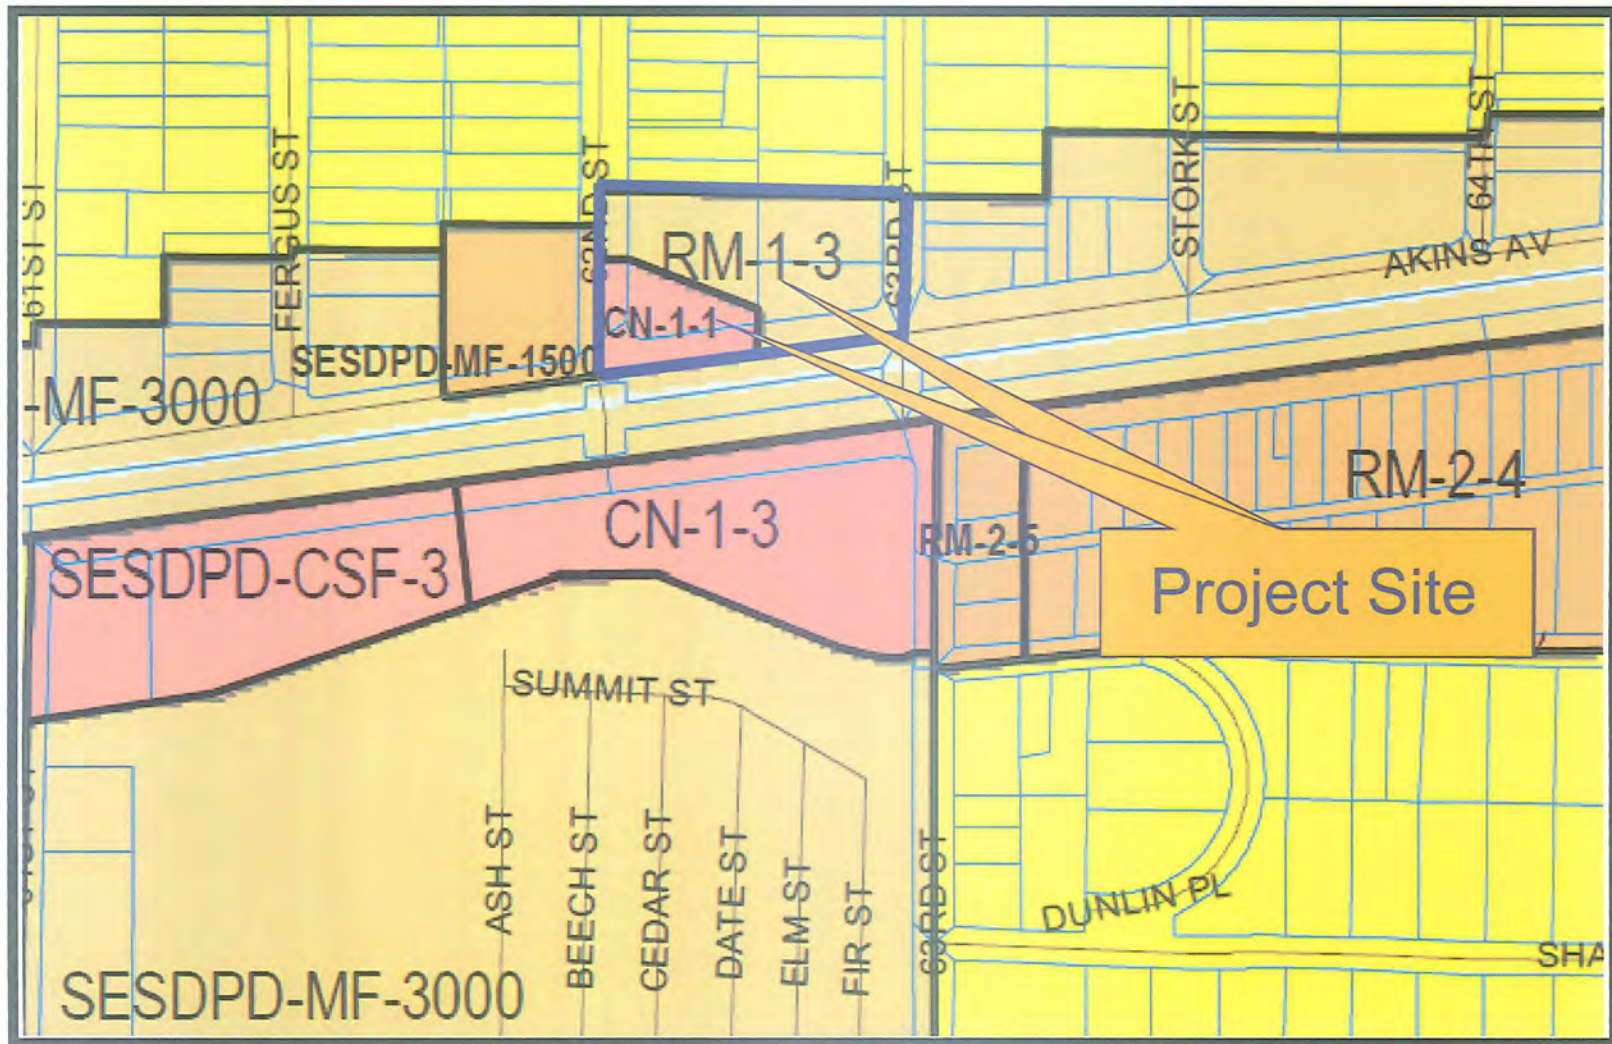 61ST ST
FERGUS ST
62ND ST
63RD ST
STORK ST
64TH ST
AKINS AV
RM-1-3
CN-1-1
SESDPD-MF-1500
-MF-3000
RM-2-4
CN-1-3
RM-2-5
SESDPD-CSF-3
Project Site
SUMMIT ST
ASH ST
BEECH ST
CEDAR ST
DATE ST
ELM ST
FIR ST
63RD ST
DUNLIN PL
SHA
SESDPD-MF-3000